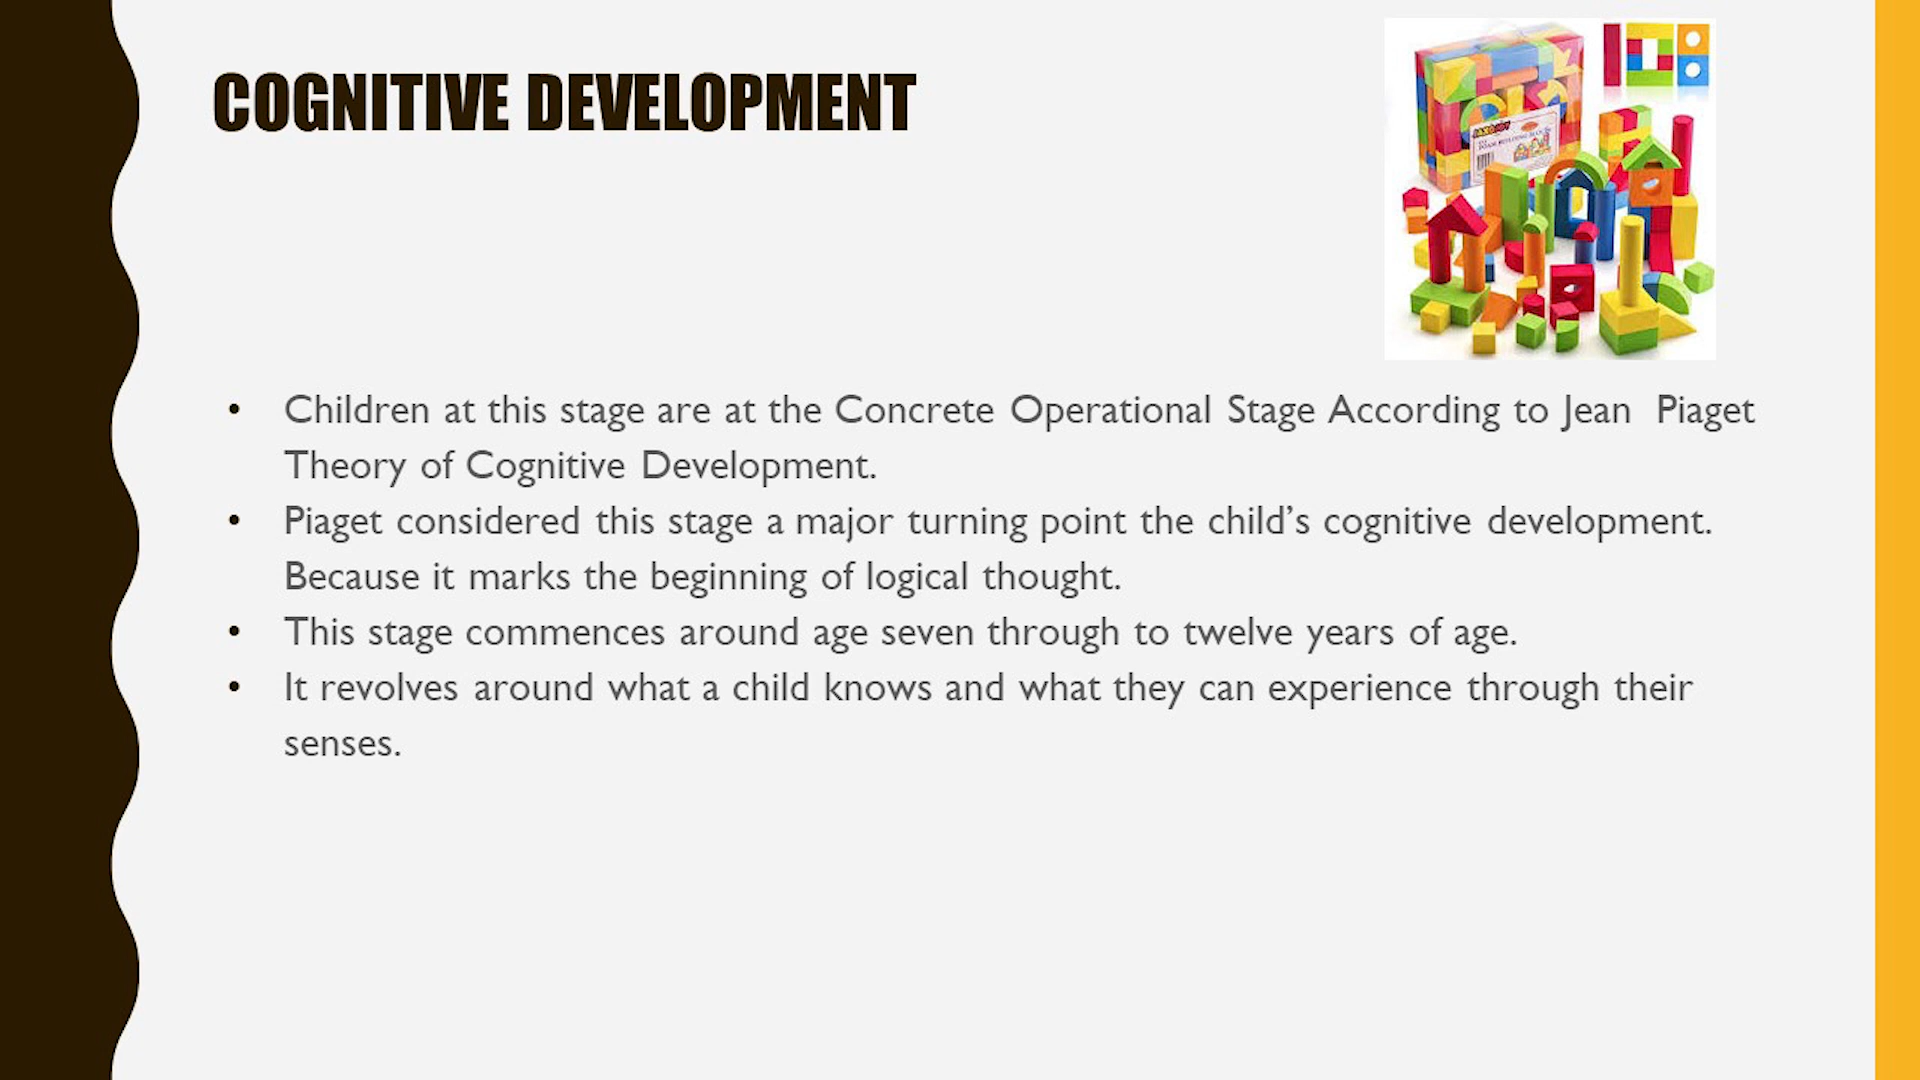 COGNITIVE DEVELOPMENT
• Children at this stage are at the Concrete Operational Stage According to Jean Piaget
Theory of Cognitive Development.
• Piaget considered this stage a major turning point the child’s cognitive development.
Because it marks the beginning of logical thought.
• This stage commences around age seven through to twelve years of age.
• It revolves around what a child knows and what they can experience through their
senses.